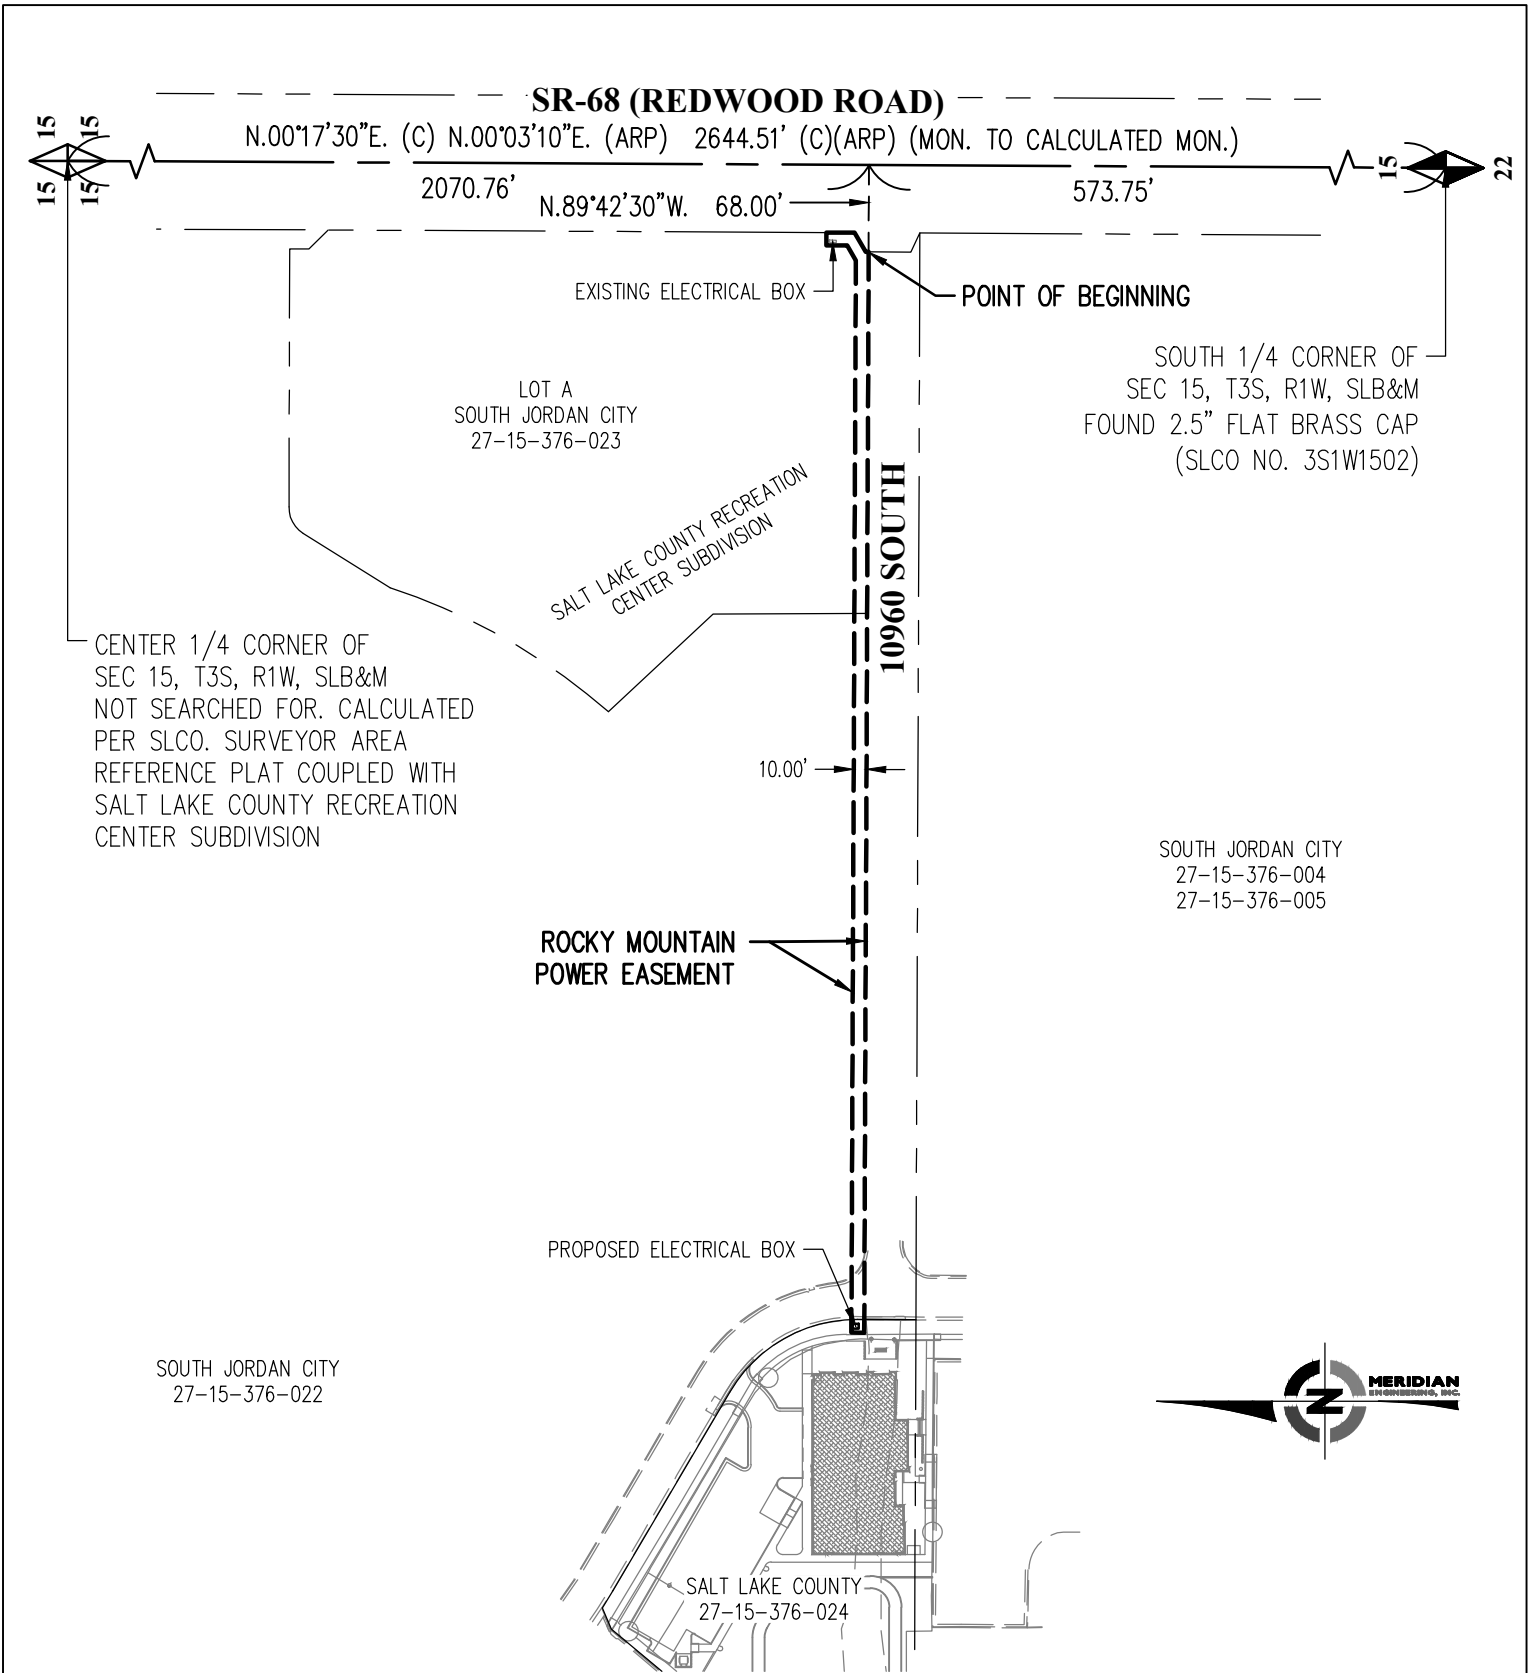 SR-68 (REDWOOD ROAD)
15
15
15
15
N.00°17'30"E. (C) N.00°03'10"E. (ARP) 2644.51' (C)(ARP) (MON. TO CALCULATED MON.)
15
22
2070.76'
573.75'
N.89°42'30"W. 68.00'
EXISTING ELECTRICAL BOX
POINT OF BEGINNING
SOUTH 1/4 CORNER OF
SEC 15, T3S, R1W, SLB&M
FOUND 2.5" FLAT BRASS CAP
(SLCO NO. 3S1W1502)
LOT A
SOUTH JORDAN CITY
27-15-376-023
SALT LAKE COUNTY RECREATION
CENTER SUBDIVISION
10960 SOUTH
CENTER 1/4 CORNER OF
SEC 15, T3S, R1W, SLB&M
NOT SEARCHED FOR. CALCULATED
PER SLCO. SURVEYOR AREA
REFERENCE PLAT COUPLED WITH
SALT LAKE COUNTY RECREATION
CENTER SUBDIVISION
10.00'
SOUTH JORDAN CITY
27-15-376-004
27-15-376-005
ROCKY MOUNTAIN
POWER EASEMENT
PROPOSED ELECTRICAL BOX
SOUTH JORDAN CITY
27-15-376-022
N
MERIDIAN
ENGINEERING, INC.
SALT LAKE COUNTY
27-15-376-024